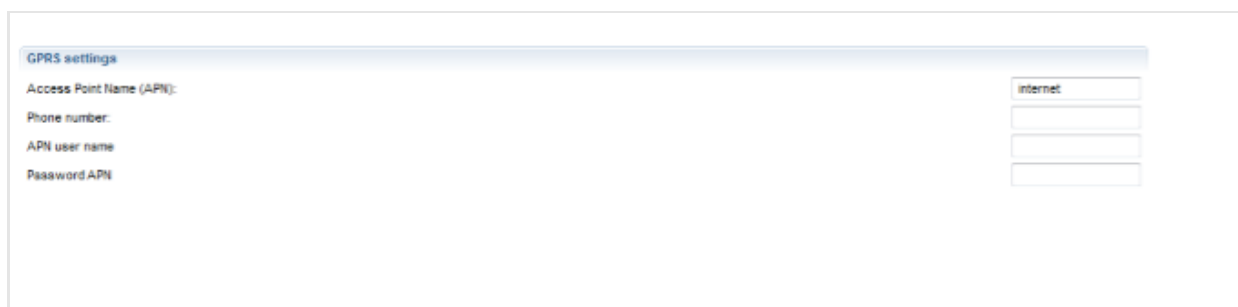 GPRS settings
Access Point Name (APN): internet
Phone number:
APN user name
Password APN